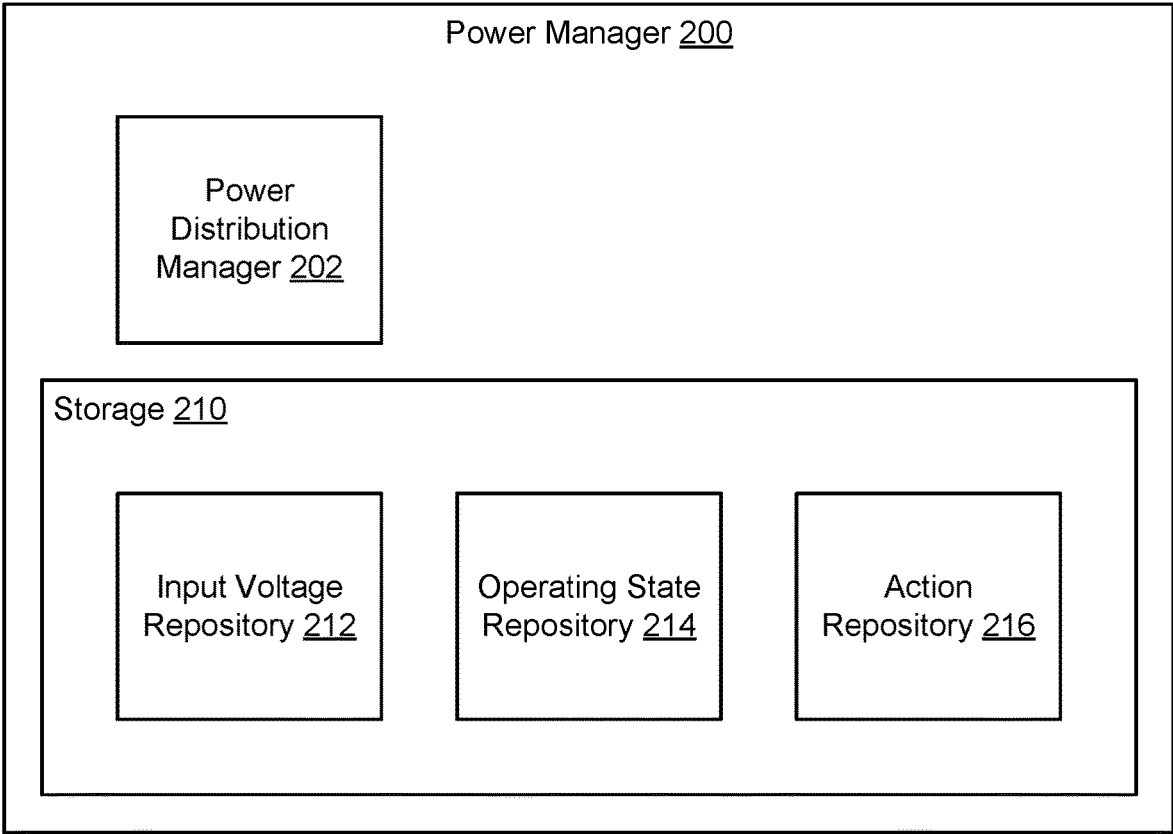 Power Manager 200
Power
Distribution
Manager 202
Storage 210
Input Voltage
Repository 212
Operating State
Repository 214
Action
Repository 216